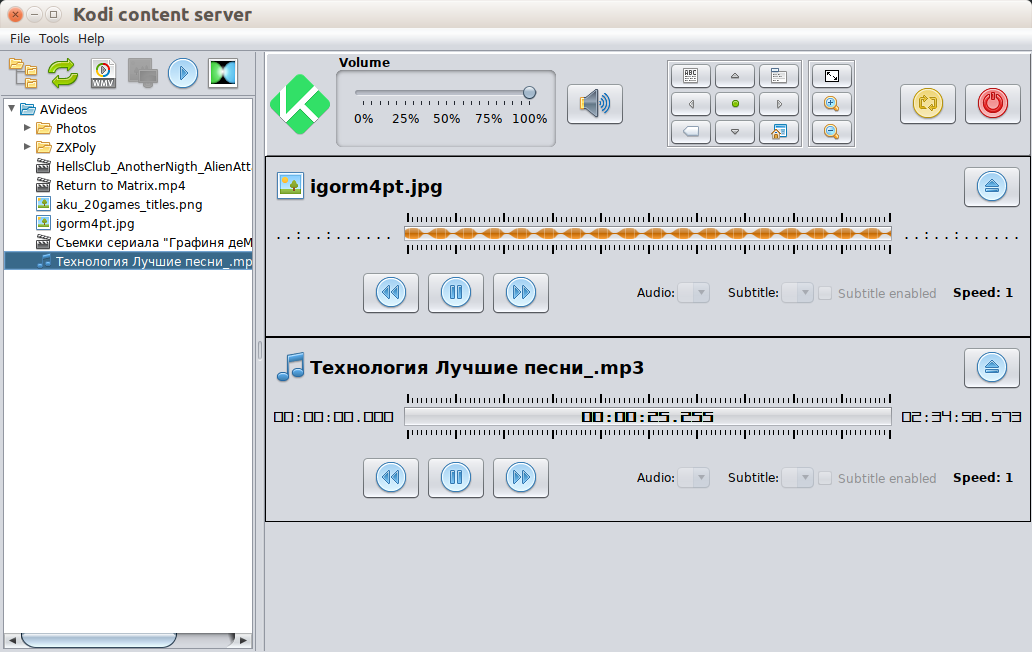 Kodi content server
File Tools Help
WMV
Volume
0% 25% 50% 75% 100%
ABC
AVideos
Photos
ZXPoly
HellsClub_AnotherNigth_AlienAtt
Return to Matrix.mp4
aku_20games_titles.png
igorm4pt.jpg
Съемки сериала "Графиня деМ
Технология Лучшие песни_.mp
igorm4pt.jpg
..:..:...... ..:..:......
Audio: Subtitle: Subtitle enabled Speed: 1
Технология Лучшие песни_.mp3
00:00:00.000 00:00:25.255 02:34:58.573
Audio: Subtitle: Subtitle enabled Speed: 1